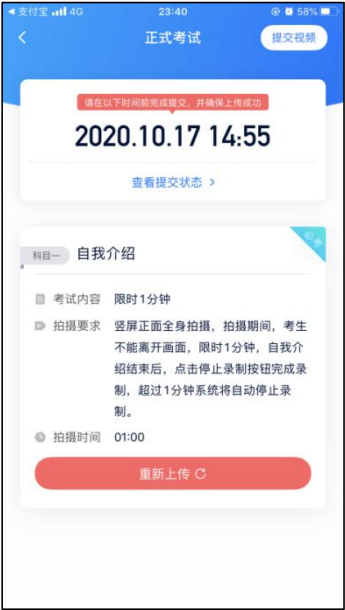 支付宝 4G 23:40 58%
正式考试 提交视频
请在以下时间前完成提交，并确保上传成功
2020.10.17 14:55
查看提交状态
科目一 自我介绍
考试内容 限时1分钟
拍摄要求 竖屏正面全身拍摄，拍摄期间，考生
不能离开画面，限时1分钟，自我介
绍结束后，点击停止录制按钮完成录
制，超过1分钟系统将自动停止录
制。
拍摄时间 01:00
重新上传